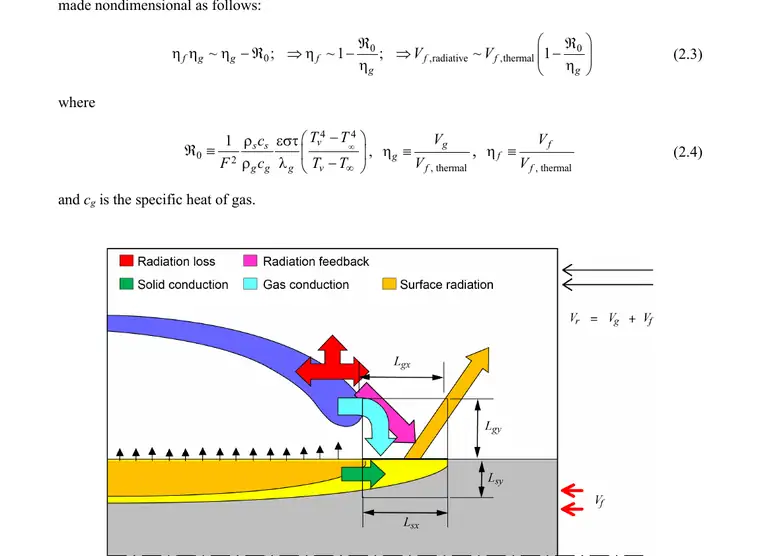 made nondimensional as follows:
η_f η_g ~ η_g − ℜ_0; ⇒ η_f ~ 1 − ℜ_0/η_g; ⇒ V_f,radiative ~ V_f,thermal (1 − ℜ_0/η_g) (2.3)
where
ℜ_0 ≡ 1/F² ρ_s c_s/ρ_g c_g εστ/λ_g (T_v⁴ − T_∞⁴/T_v − T_∞), η_g ≡ V_g/V_f, thermal, η_f ≡ V_f/V_f, thermal (2.4)
and c_g is the specific heat of gas.
Radiation loss Radiation feedback
Solid conduction Gas conduction Surface radiation
V_r = V_g + V_f
L_gx
L_gy
L_sy
V_f
L_sx